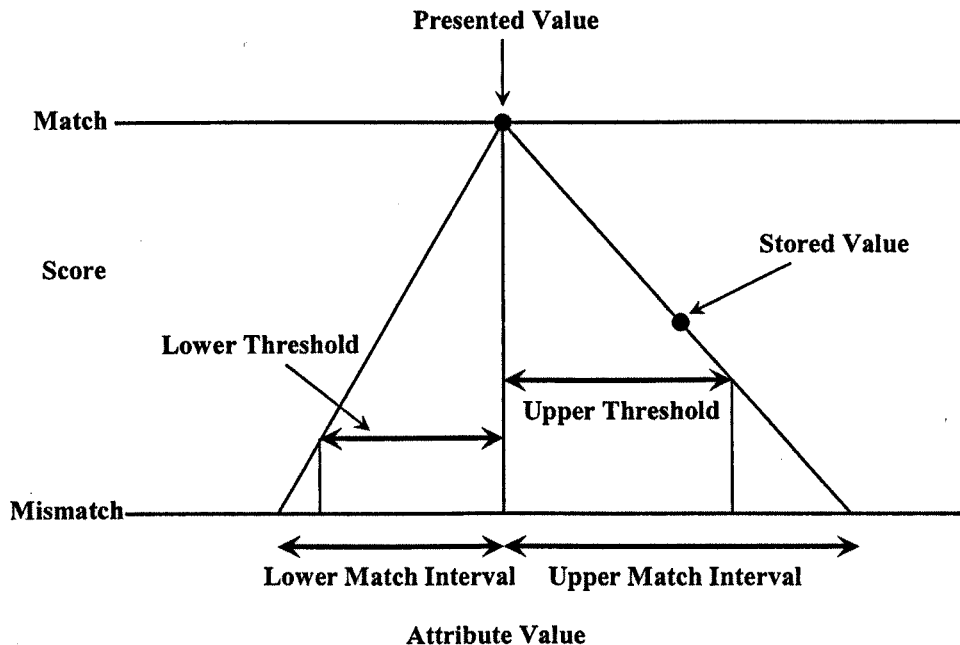 Presented Value
Match
Stored Value
Score
Lower Threshold
Upper Threshold
Mismatch
Lower Match Interval
Upper Match Interval
Attribute Value